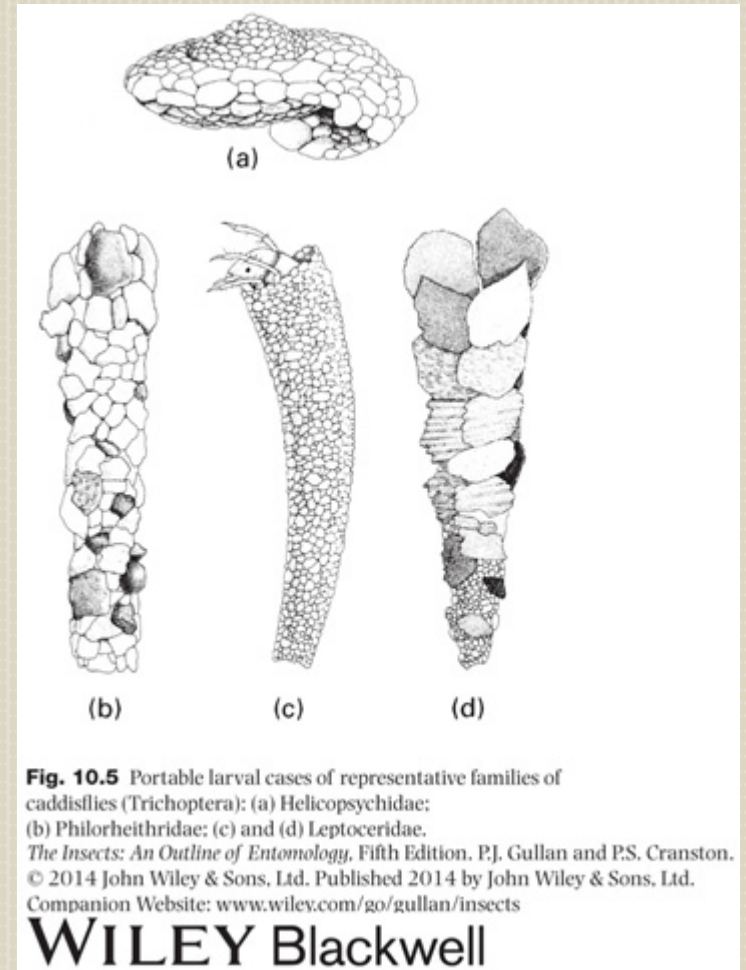 (a)
(b) (c) (d)
Fig. 10.5 Portable larval cases of representative families of
caddisflies (Trichoptera): (a) Helicopsychidae;
(b) Philorheithridae; (c) and (d) Leptoceridae.
The Insects: An Outline of Entomology, Fifth Edition. P.J. Gullan and P.S. Cranston.
© 2014 John Wiley & Sons, Ltd. Published 2014 by John Wiley & Sons, Ltd.
Companion Website: www.wiley.com/go/gullan/insects
WILEY Blackwell